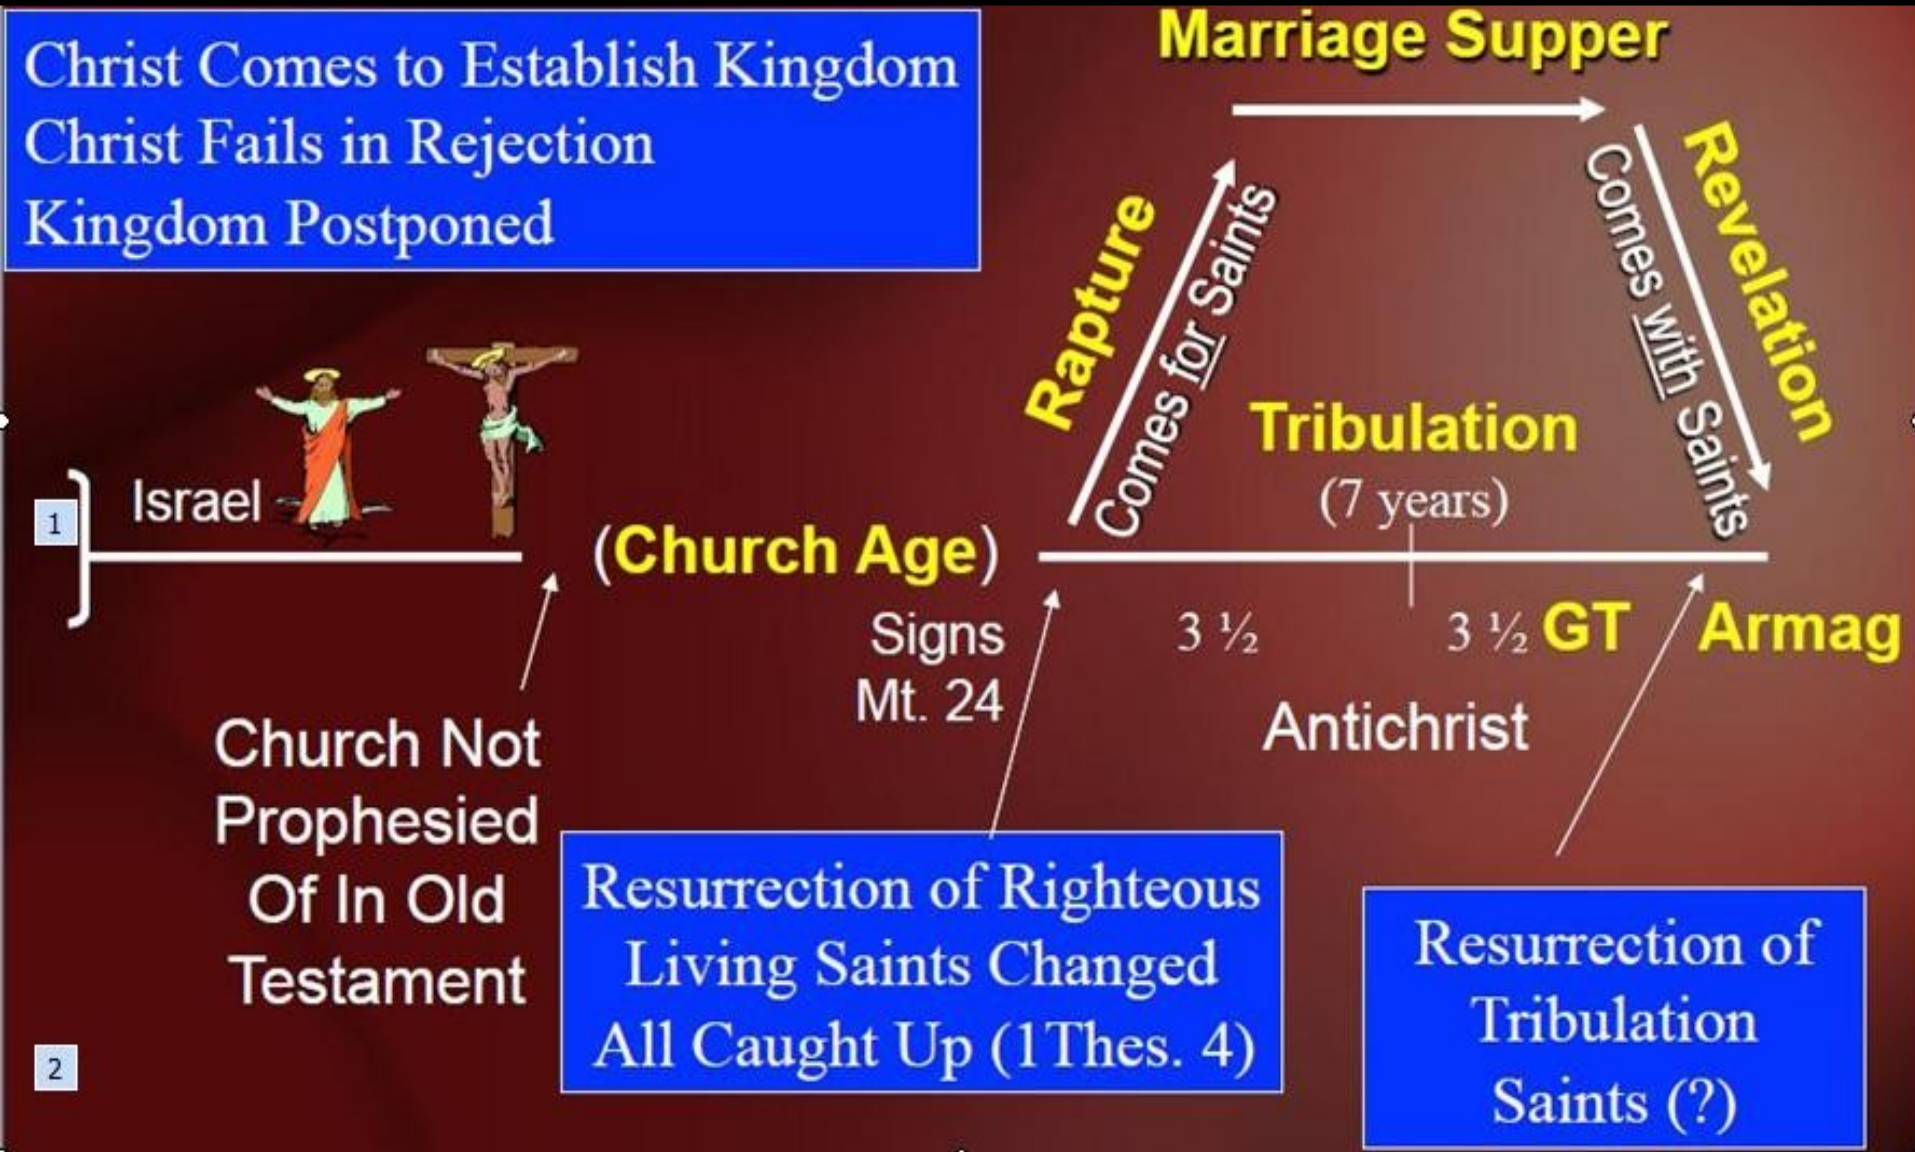 Christ Comes to Establish Kingdom
Christ Fails in Rejection
Kingdom Postponed
Marriage Supper
Rapture
Comes for Saints
Comes with Saints
Revelation
Tribulation
(7 years)
1
Israel
(Church Age)
Signs
Mt. 24
3 ½
3 ½ GT
Armag
Antichrist
Church Not
Prophesied
Of In Old
Testament
Resurrection of Righteous
Living Saints Changed
All Caught Up (1Thes. 4)
Resurrection of
Tribulation
Saints (?)
2